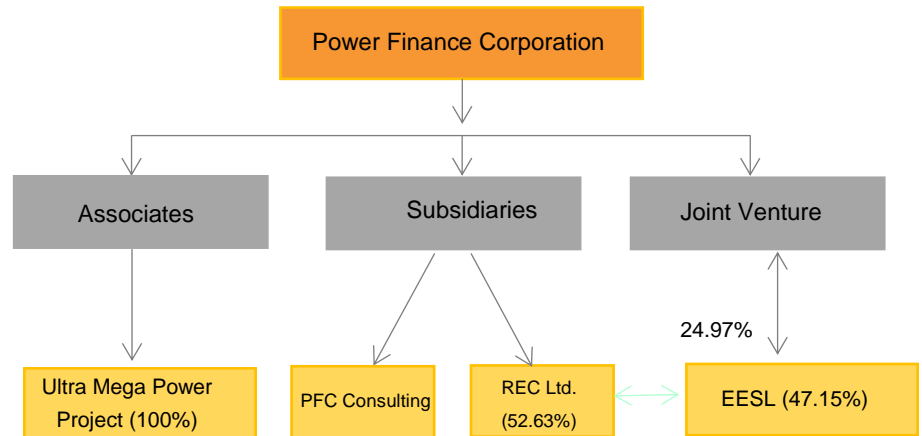 Power Finance Corporation
Associates
Subsidiaries
Joint Venture
24.97%
Ultra Mega Power
Project (100%)
PFC Consulting
REC Ltd.
(52.63%)
EESL (47.15%)